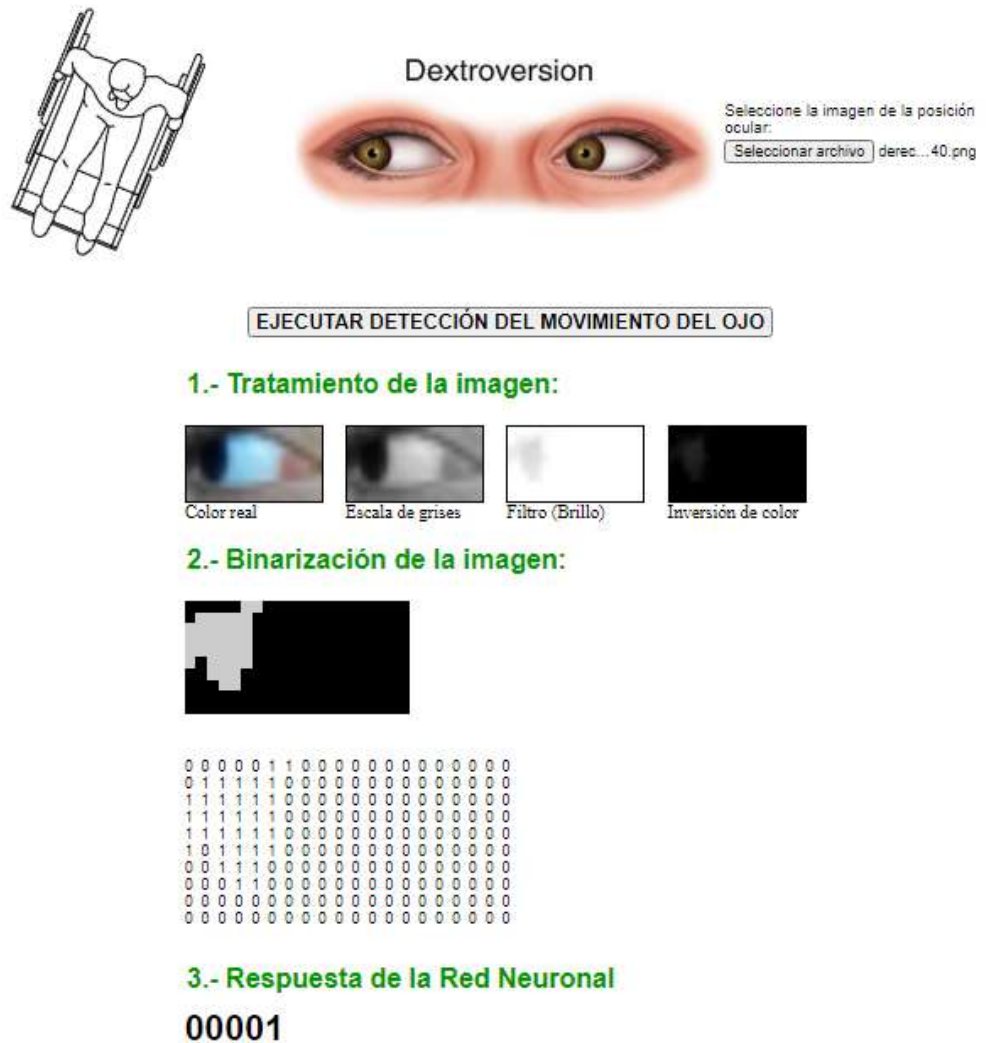 Dextroversion
Seleccione la imagen de la posición
ocular:
Seleccionar archivo derec...40.png
EJECUTAR DETECCIÓN DEL MOVIMIENTO DEL OJO
1.- Tratamiento de la imagen:
Color real Escala de grises Filtro (Brillo) Inversión de color
2.- Binarización de la imagen:
0 0 0 0 0 1 1 0 0 0 0 0 0 0 0 0 0 0 0 0
0 1 1 1 1 1 0 0 0 0 0 0 0 0 0 0 0 0 0 0
1 1 1 1 1 1 0 0 0 0 0 0 0 0 0 0 0 0 0 0
1 1 1 1 1 1 0 0 0 0 0 0 0 0 0 0 0 0 0 0
1 1 1 1 1 1 0 0 0 0 0 0 0 0 0 0 0 0 0 0
1 0 1 1 1 1 0 0 0 0 0 0 0 0 0 0 0 0 0 0
0 0 1 1 1 0 0 0 0 0 0 0 0 0 0 0 0 0 0 0
0 0 0 1 1 0 0 0 0 0 0 0 0 0 0 0 0 0 0 0
0 0 0 0 0 0 0 0 0 0 0 0 0 0 0 0 0 0 0 0
0 0 0 0 0 0 0 0 0 0 0 0 0 0 0 0 0 0 0 0
3.- Respuesta de la Red Neuronal
00001